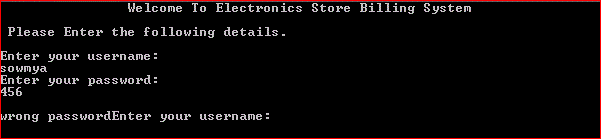 Welcome To Electronics Store Billing System
Please Enter the following details.
Enter your username:
sowmya
Enter your password:
456
wrong passwordEnter your username: